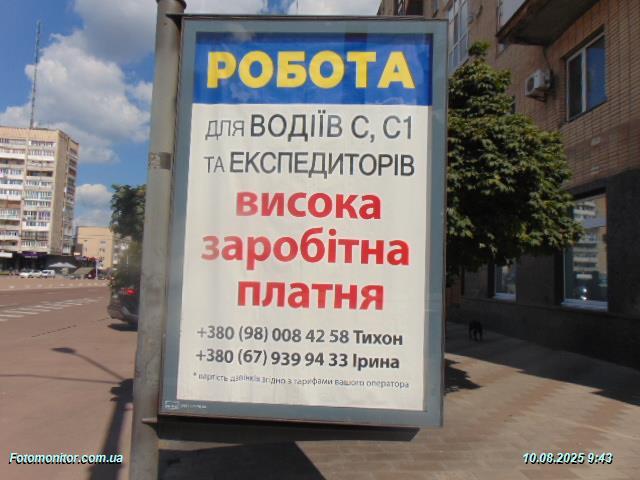 РОБОТА
для ВОДІЇВ С, С1
та ЕКСПЕДИТОРІВ
висока
заробітна
платня
+380 (98) 008 42 58 Тихон
+380 (67) 939 94 33 Ірина
* вартість дзвінків згідно з тарифами вашого оператора
Fotomonitor.com.ua
10.08.2025 9:43